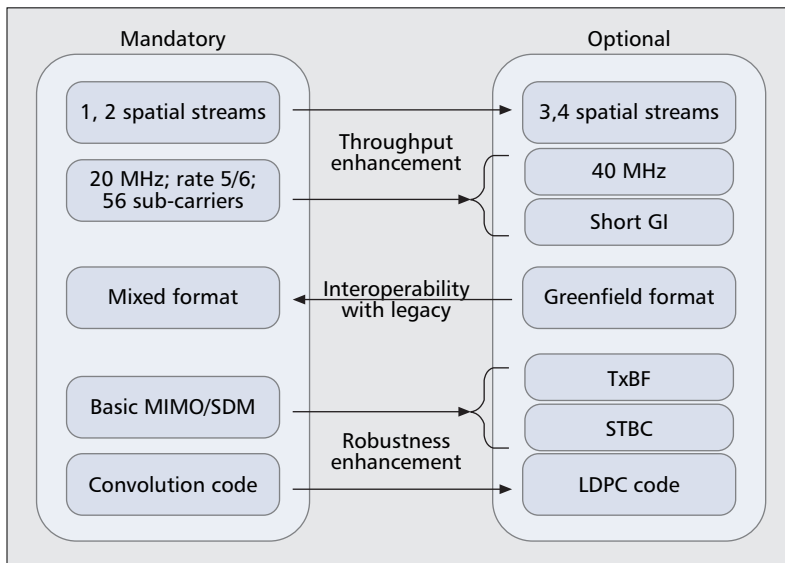 Mandatory
Optional
1, 2 spatial streams
3,4 spatial streams
Throughput
enhancement
20 MHz; rate 5/6;
56 sub-carriers
40 MHz
Short GI
Mixed format
Interoperability
with legacy
Greenfield format
Basic MIMO/SDM
TxBF
STBC
Robustness
enhancement
Convolution code
LDPC code